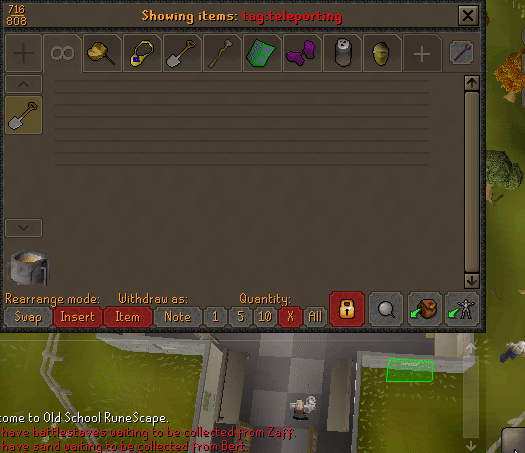 716
808
Showing items: tag:teleporting
Rearrange mode: Withdraw as: Quantity:
Swap Insert Item Note 1 5 10 X All
come to Old School RuneScape.
have battlestaves waiting to be collected from Zaff.
have sand waiting to be collected from Bert.